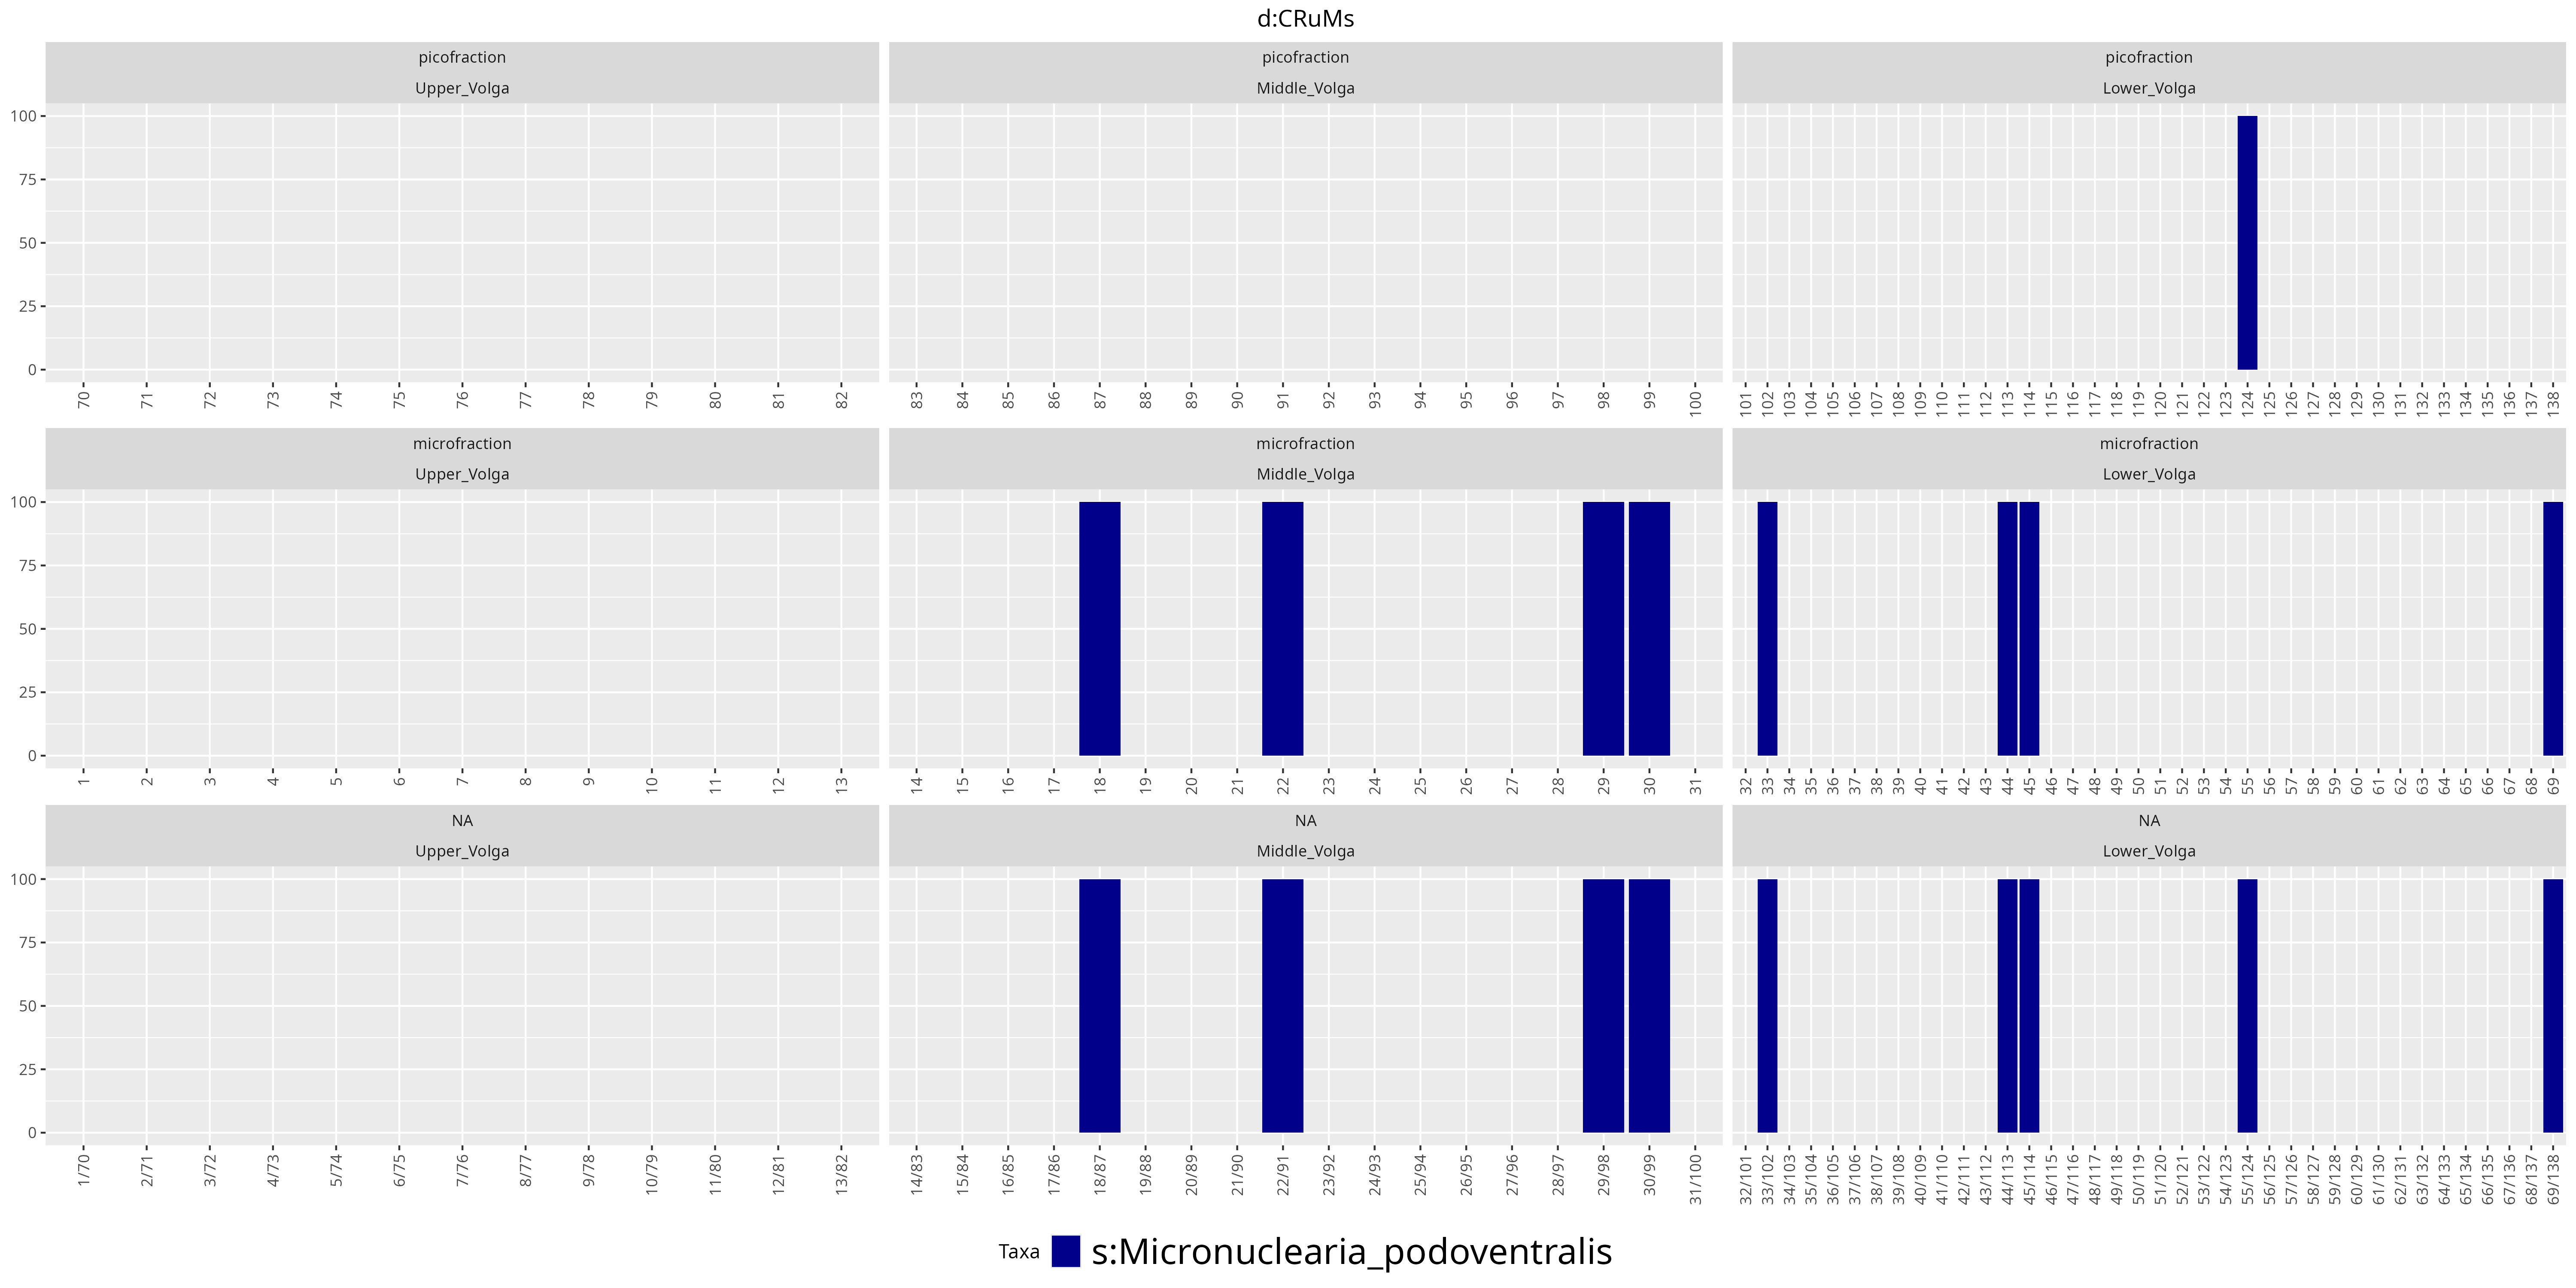 d:CRuMs
picofraction picofraction picofraction
Upper_Volga Middle_Volga Lower_Volga
100
75
50
25
0
70 71 72 73 74 75 76 77 78 79 80 81 82 83 84 85 86 87 88 89 90 91 92 93 94 95 96 97 98 99 100 101 102 103 104 105 106 107 108 109 110 111 112 113 114 115 116 117 118 119 120 121 122 123 124 125 126 127 128 129 130 131 132 133 134 135 136 137 138
microfraction microfraction microfraction
Upper_Volga Middle_Volga Lower_Volga
100
75
50
25
0
1 2 3 4 5 6 7 8 9 10 11 12 13 14 15 16 17 18 19 20 21 22 23 24 25 26 27 28 29 30 31 32 33 34 35 36 37 38 39 40 41 42 43 44 45 46 47 48 49 50 51 52 53 54 55 56 57 58 59 60 61 62 63 64 65 66 67 68 69
NA NA NA
Upper_Volga Middle_Volga Lower_Volga
100
75
50
25
0
1/70 2/71 3/72 4/73 5/74 6/75 7/76 8/77 9/78 10/79 11/80 12/81 13/82 14/83 15/84 16/85 17/86 18/87 19/88 20/89 21/90 22/91 23/92 24/93 25/94 26/95 27/96 28/97 29/98 30/99 31/100 32/101 33/102 34/103 35/104 36/105 37/106 38/107 39/108 40/109 41/110 42/111 43/112 44/113 45/114 46/115 47/116 48/117 49/118 50/119 51/120 52/121 53/122 54/123 55/124 56/125 57/126 58/127 59/128 60/129 61/130 62/131 63/132 64/133 65/134 66/135 67/136 68/137 69/138
Taxa s:Micronuclearia_podoventralis